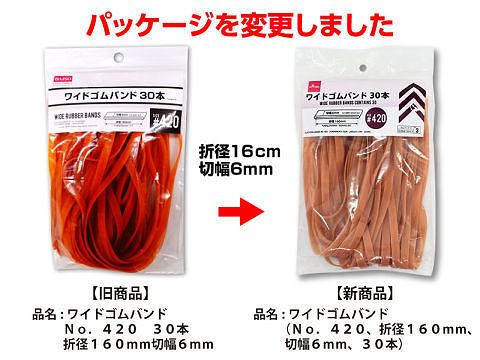 パッケージを変更しました
DAISO
ワイドゴムバンド 30本
WIDE RUBBER BANDS
#420
ワイドゴムバンド 30本
WIDE RUBBER BANDS CONTAINS 30
#420
折径16cm
切幅6mm
【旧商品】
品名：ワイドゴムバンド
No．420　30本
折径160mm切幅6mm
【新商品】
品名：ワイドゴムバンド
（No．420、折径160mm、
切幅6mm、30本）